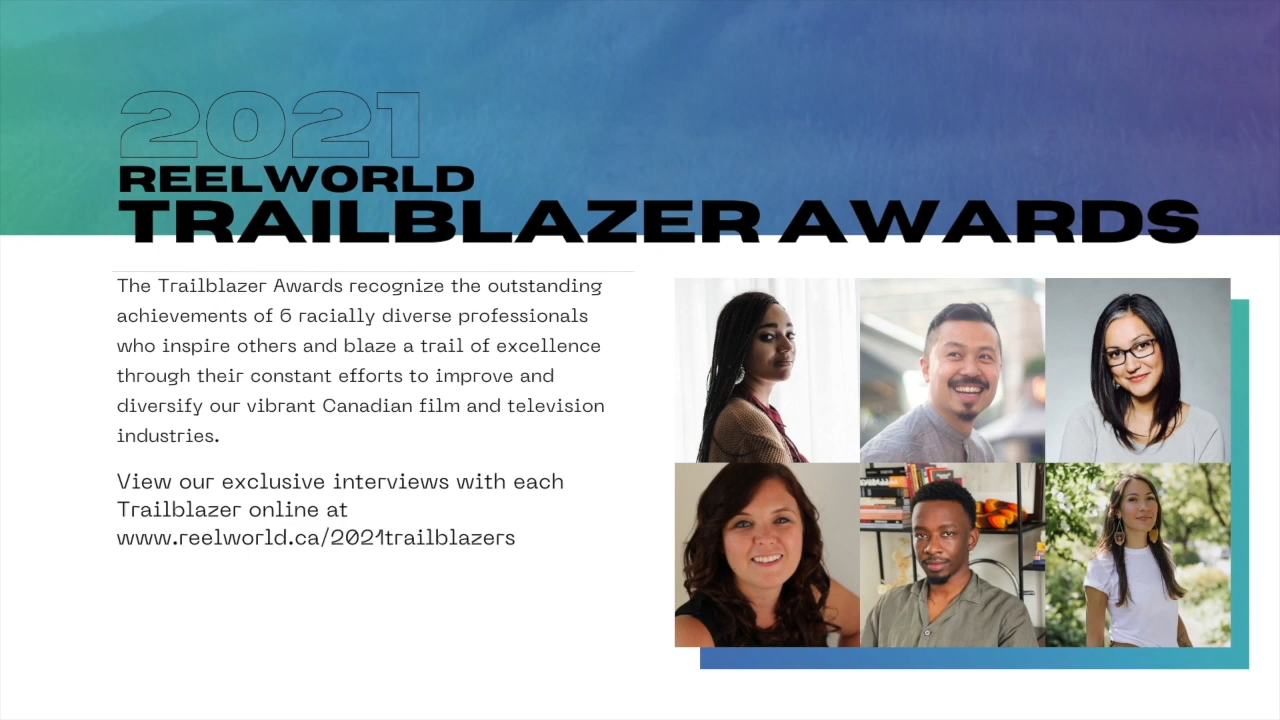 2021
REELWORLD
TRAILBLAZER AWARDS
The Trailblazer Awards recognize the outstanding
achievements of 6 racially diverse professionals
who inspire others and blaze a trail of excellence
through their constant efforts to improve and
diversify our vibrant Canadian film and television
industries.
View our exclusive interviews with each
Trailblazer online at
www.reelworld.ca/2021trailblazers